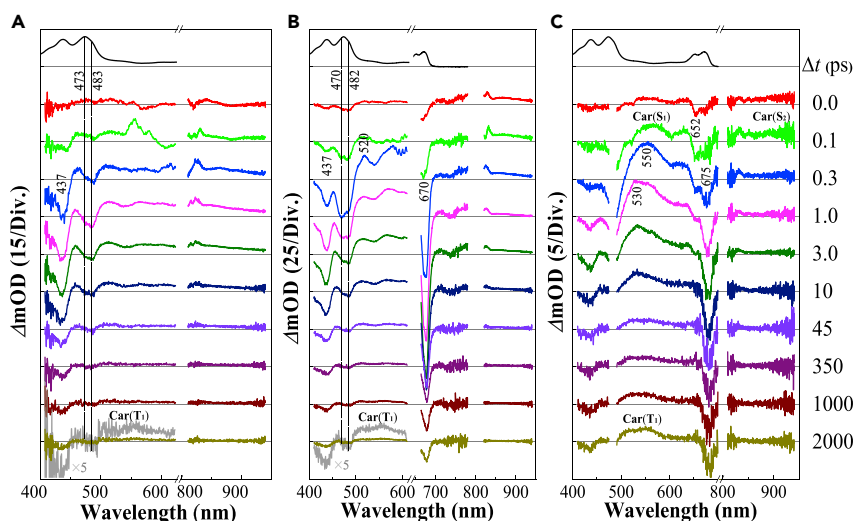 A
B
C
Δt (ps)
473
483
470
482
437
437
520
670
Car(S1)
652
Car(S2)
550
530
675
0.0
0.1
0.3
1.0
3.0
10
45
350
1000
2000
ΔmOD (15/Div.)
ΔmOD (25/Div.)
ΔmOD (5/Div.)
Car(T1)
×5
Car(T1)
×5
Car(T1)
400 500 600 800 900
400 500 600 700 800 900
400 500 600 700 800 900
Wavelength (nm)
Wavelength (nm)
Wavelength (nm)